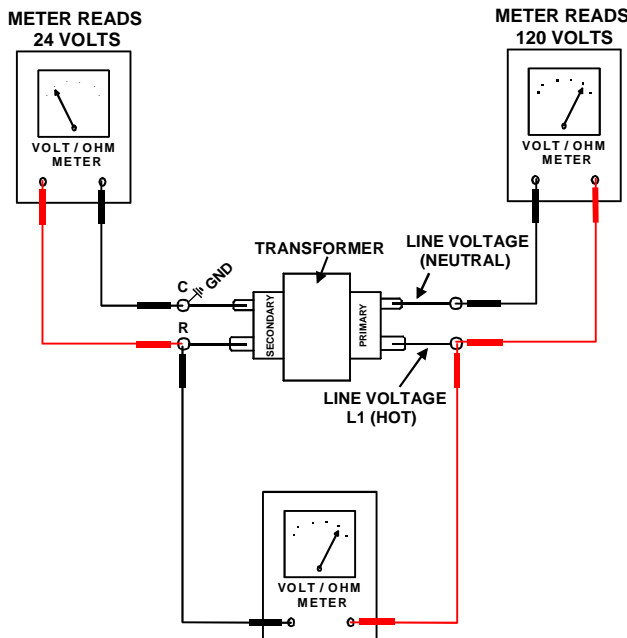 METER READS
24 VOLTS
METER READS
120 VOLTS
VOLT / OHM
METER
VOLT / OHM
METER
TRANSFORMER
LINE VOLTAGE
(NEUTRAL)
C
GND
R
SECONDARY
PRIMARY
LINE VOLTAGE
L1 (HOT)
VOLT / OHM
METER